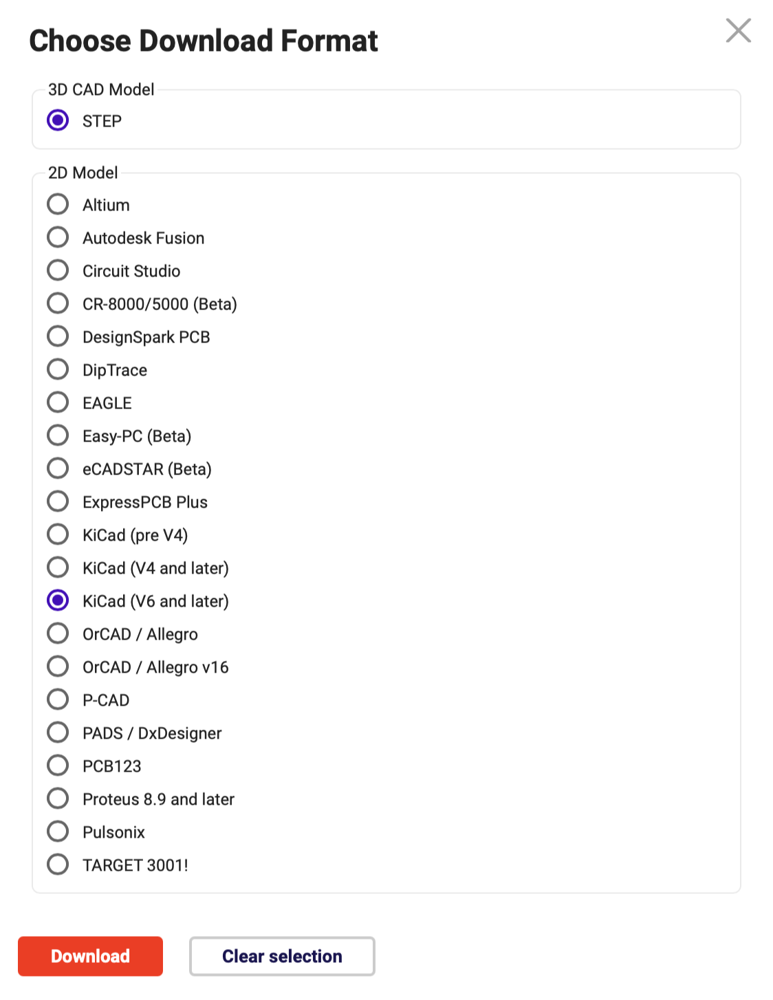 Choose Download Format
3D CAD Model
STEP
2D Model
Altium
Autodesk Fusion
Circuit Studio
CR-8000/5000 (Beta)
DesignSpark PCB
DipTrace
EAGLE
Easy-PC (Beta)
eCADSTAR (Beta)
ExpressPCB Plus
KiCad (pre V4)
KiCad (V4 and later)
KiCad (V6 and later)
OrCAD / Allegro
OrCAD / Allegro v16
P-CAD
PADS / DxDesigner
PCB123
Proteus 8.9 and later
Pulsonix
TARGET 3001!
Download
Clear selection